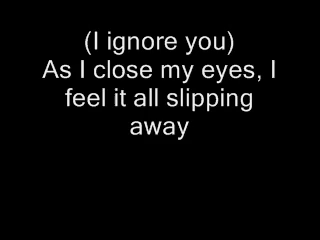 (I ignore you)
As I close my eyes, I
feel it all slipping
away